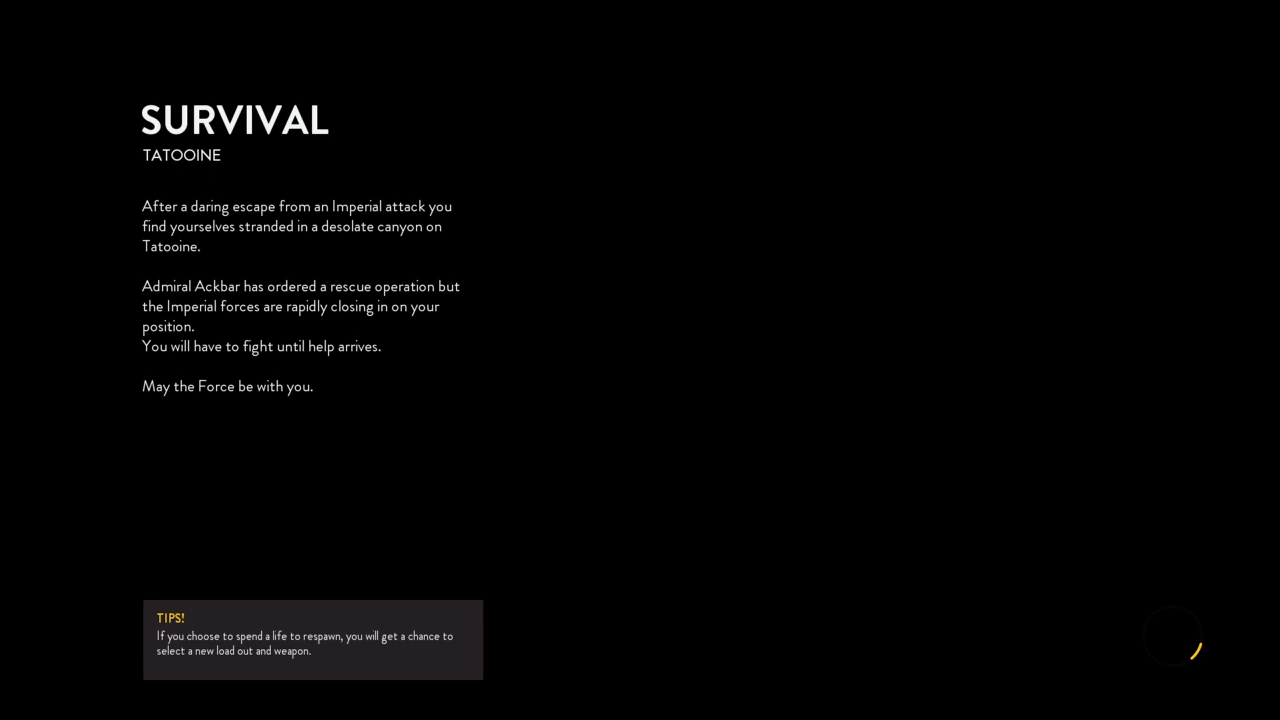 SURVIVAL
TATOOINE
After a daring escape from an Imperial attack you
find yourselves stranded in a desolate canyon on
Tatooine.
Admiral Ackbar has ordered a rescue operation but
the Imperial forces are rapidly closing in on your
position.
You will have to fight until help arrives.
May the Force be with you.
TIPS!
If you choose to spend a life to respawn, you will get a chance to
select a new load out and weapon.